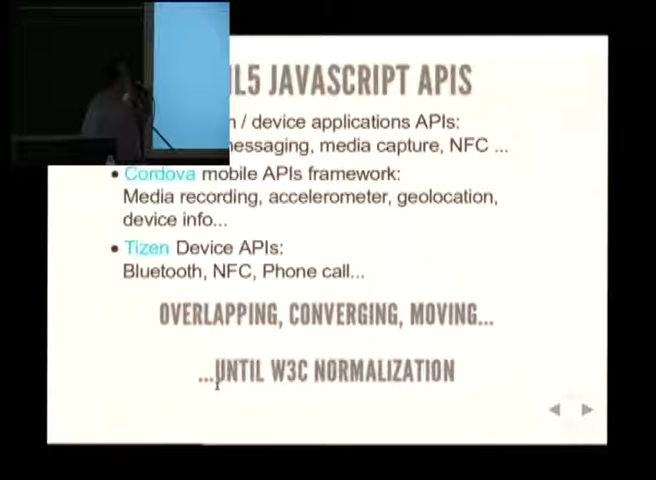 L5 JAVASCRIPT APIS
/ device applications APIs:
essaging, media capture, NFC ...
• Cordova mobile APIs framework:
Media recording, accelerometer, geolocation,
device info...
• Tizen Device APIs:
Bluetooth, NFC, Phone call...
OVERLAPPING, CONVERGING, MOVING...
...UNTIL W3C NORMALIZATION